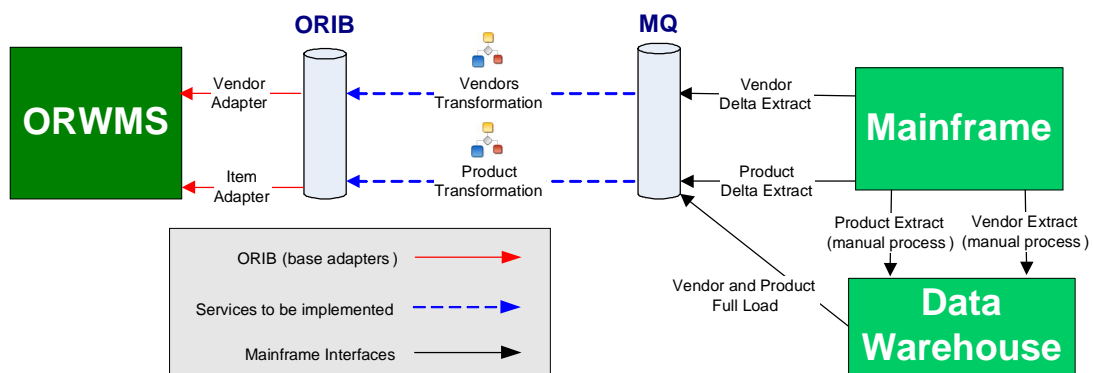 ORIB
MQ
ORWMS
Vendor
Adapter
Item
Adapter
Vendors
Transformation
Product
Transformation
Vendor
Delta Extract
Product
Delta Extract
Mainframe
Product Extract
(manual process)
Vendor Extract
(manual process)
Vendor and Product
Full Load
Data
Warehouse
ORIB (base adapters)
Services to be implemented
Mainframe Interfaces